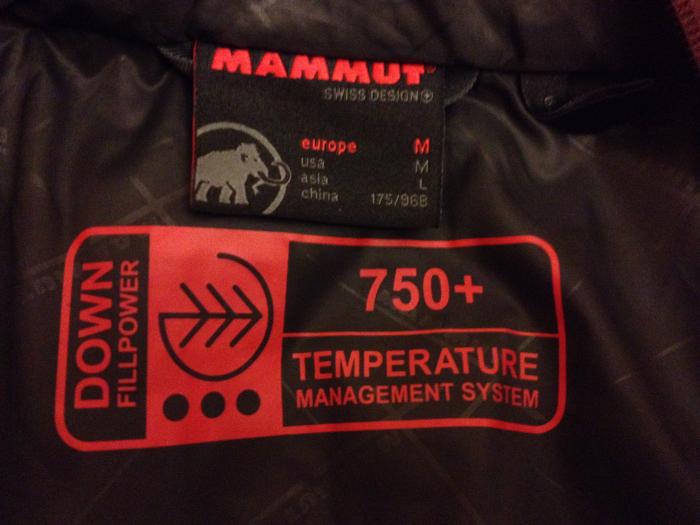 MAMMUT
SWISS DESIGN
europe M
usa M
asia L
china 175/96B
DOWN
FILLPOWER
750+
TEMPERATURE
MANAGEMENT SYSTEM